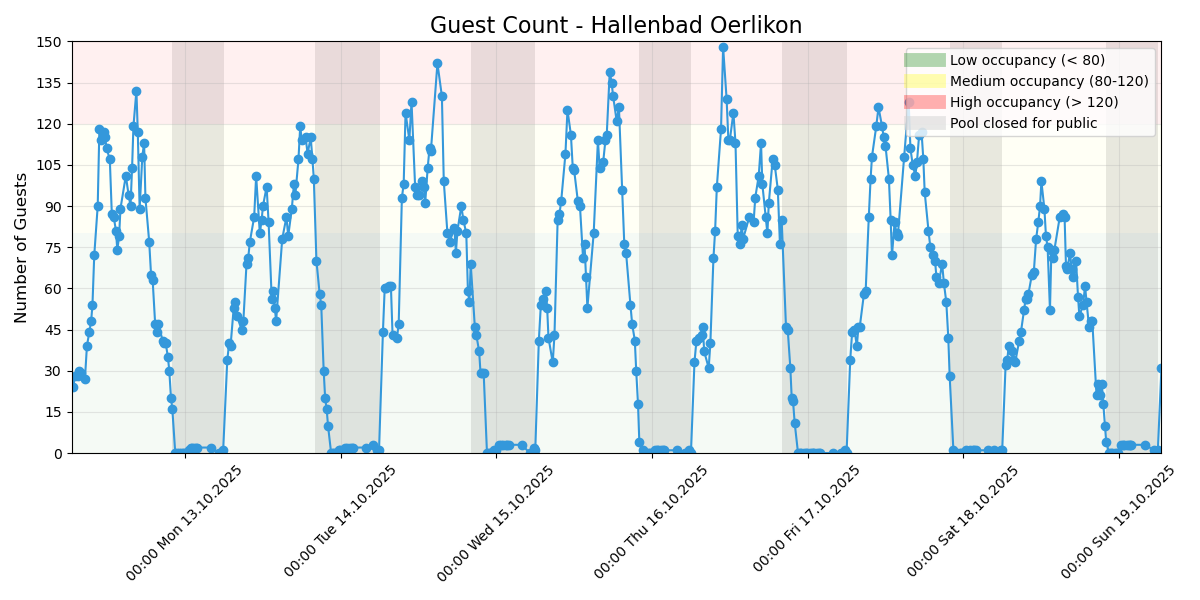 Guest Count - Hallenbad Oerlikon
Number of Guests
150
135
120
105
90
75
60
45
30
15
0
Low occupancy (< 80)
Medium occupancy (80-120)
High occupancy (> 120)
Pool closed for public
00:00 Mon 13.10.2025
00:00 Tue 14.10.2025
00:00 Wed 15.10.2025
00:00 Thu 16.10.2025
00:00 Fri 17.10.2025
00:00 Sat 18.10.2025
00:00 Sun 19.10.2025